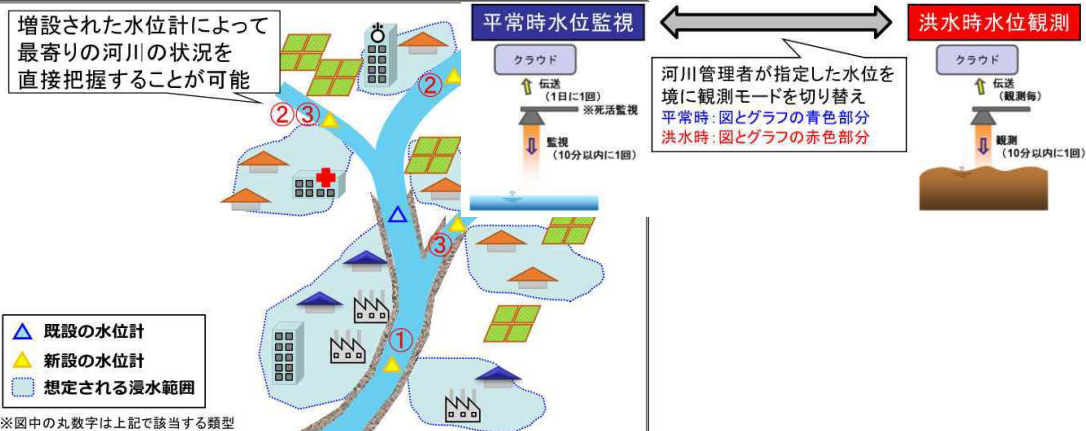 増設された水位計によって
最寄りの河川の状況を
直接把握することが可能
②
②③
③
①
既設の水位計
新設の水位計
想定される浸水範囲
※図中の丸数字は上記で該当する類型
平常時水位監視
クラウド
伝送
（1日に1回）
※死活監視
監視
（10分以内に1回）
河川管理者が指定した水位を
境に観測モードを切り替え
平常時：図とグラフの青色部分
洪水時：図とグラフの赤色部分
洪水時水位観測
クラウド
伝送
（観測毎）
観測
（10分以内に1回）